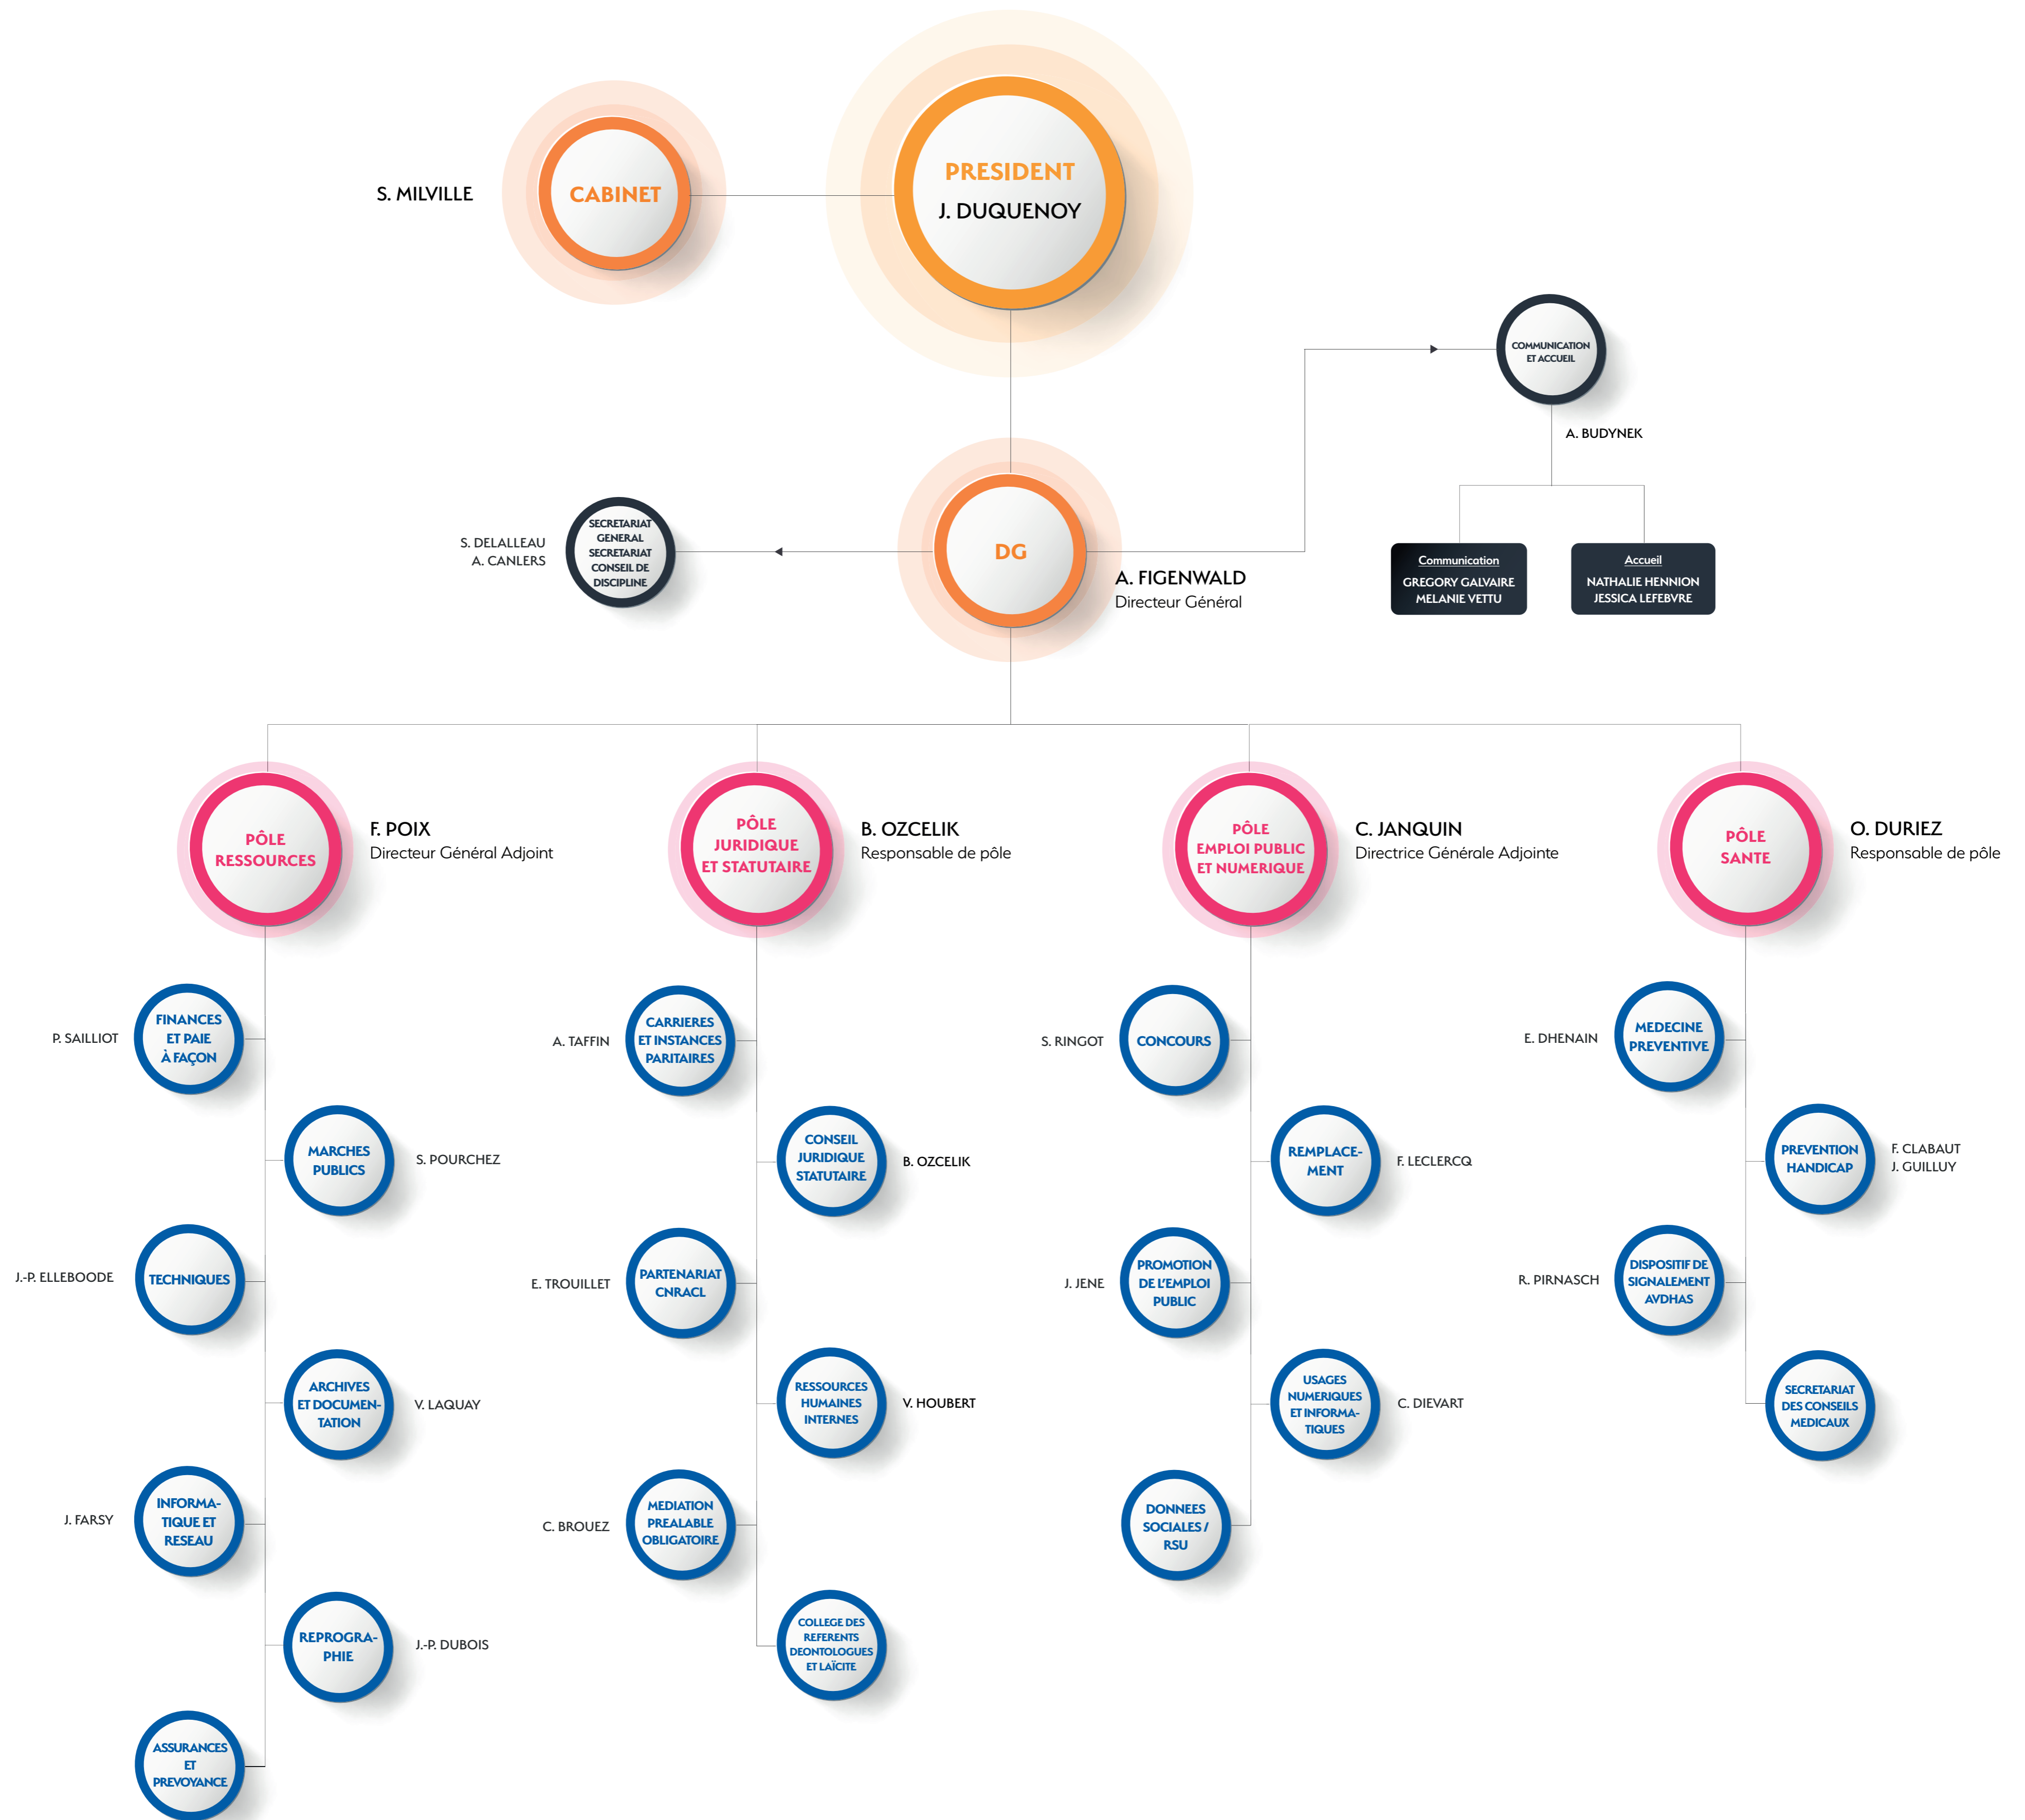 PRESIDENT
J. DUQUENOY
S. MILVILLE
CABINET
COMMUNICATION
ET ACCUEIL
A. BUDYNEK
Communication
GREGORY GALVAIRE
MELANIE VETTU
Accueil
NATHALIE HENNION
JESSICA LEFEBVRE
S. DELALLEAU
A. CANLERS
SECRETARIAT
GENERAL
SECRETARIAT
CONSEIL DE
DISCIPLINE
DG
A. FIGENWALD
Directeur Général
PÔLE
RESSOURCES
F. POIX
Directeur Général Adjoint
PÔLE
JURIDIQUE
ET STATUTAIRE
B. OZCELIK
Responsable de pôle
PÔLE
EMPLOI PUBLIC
ET NUMERIQUE
C. JANQUIN
Directrice Générale Adjointe
PÔLE
SANTE
O. DURIEZ
Responsable de pôle
P. SAILLIOT
FINANCES
ET PAIE
À FAÇON
MARCHES
PUBLICS
S. POURCHEZ
J.-P. ELLEBOODE
TECHNIQUES
ARCHIVES
ET DOCUMEN-
TATION
V. LAQUAY
J. FARSY
INFORMA-
TIQUE ET
RESEAU
REPROGRA-
PHIE
J.-P. DUBOIS
ASSURANCES
ET
PREVOYANCE
A. TAFFIN
CARRIERES
ET INSTANCES
PARITAIRES
CONSEIL
JURIDIQUE
STATUTAIRE
B. OZCELIK
E. TROUILLET
PARTENARIAT
CNRACL
RESSOURCES
HUMAINES
INTERNES
V. HOUBERT
C. BROUEZ
MEDIATION
PREALABLE
OBLIGATOIRE
COLLEGE DES
REFERENTS
DEONTOLOGUES
ET LAÏCITE
S. RINGOT
CONCOURS
REMPLACE-
MENT
F. LECLERCQ
J. JENE
PROMOTION
DE L'EMPLOI
PUBLIC
USAGES
NUMERIQUES
ET INFORMA-
TIQUES
C. DIEVART
DONNEES
SOCIALES /
RSU
E. DHENAIN
MEDECINE
PREVENTIVE
PREVENTION
HANDICAP
F. CLABAUT
J. GUILLUY
R. PIRNASCH
DISPOSITIF DE
SIGNALEMENT
AVDHAS
SECRETARIAT
DES CONSEILS
MEDICAUX